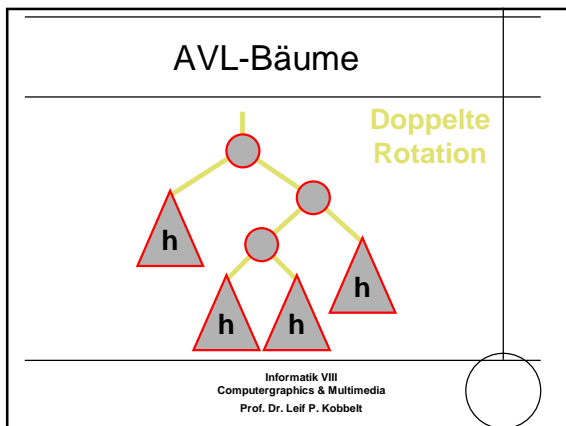 AVL-Bäume
Doppelte
Rotation
h
h
h
h
Informatik VIII
Computergraphics & Multimedia
Prof. Dr. Leif P. Kobbelt